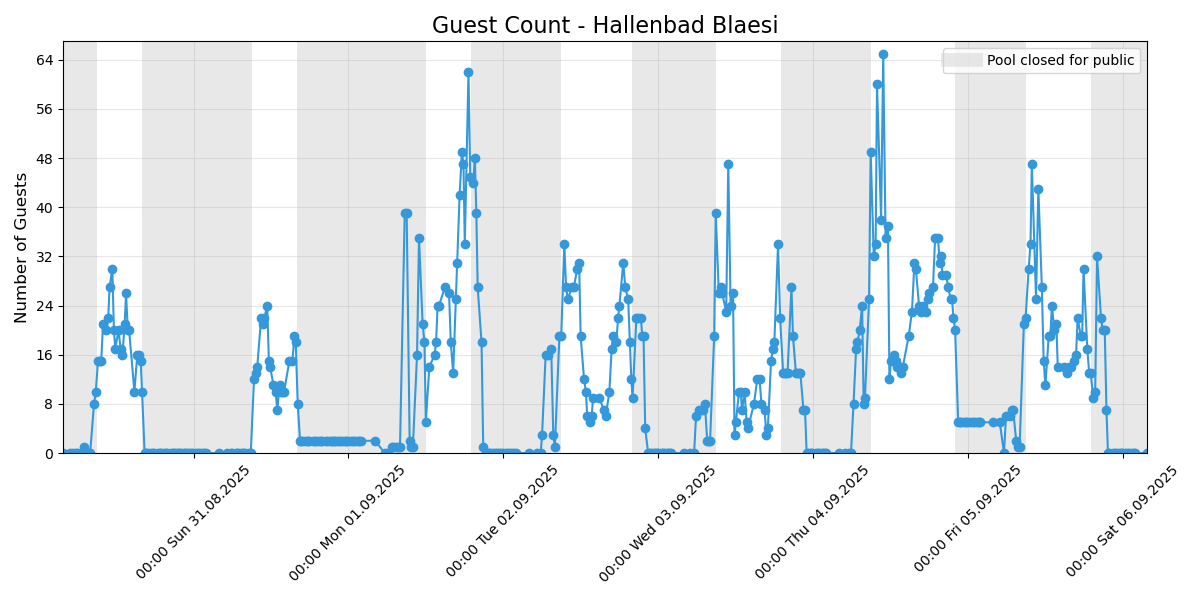 Guest Count - Hallenbad Blaesi
Pool closed for public
Number of Guests
64
56
48
40
32
24
16
8
0
00:00 Sun 31.08.2025
00:00 Mon 01.09.2025
00:00 Tue 02.09.2025
00:00 Wed 03.09.2025
00:00 Thu 04.09.2025
00:00 Fri 05.09.2025
00:00 Sat 06.09.2025